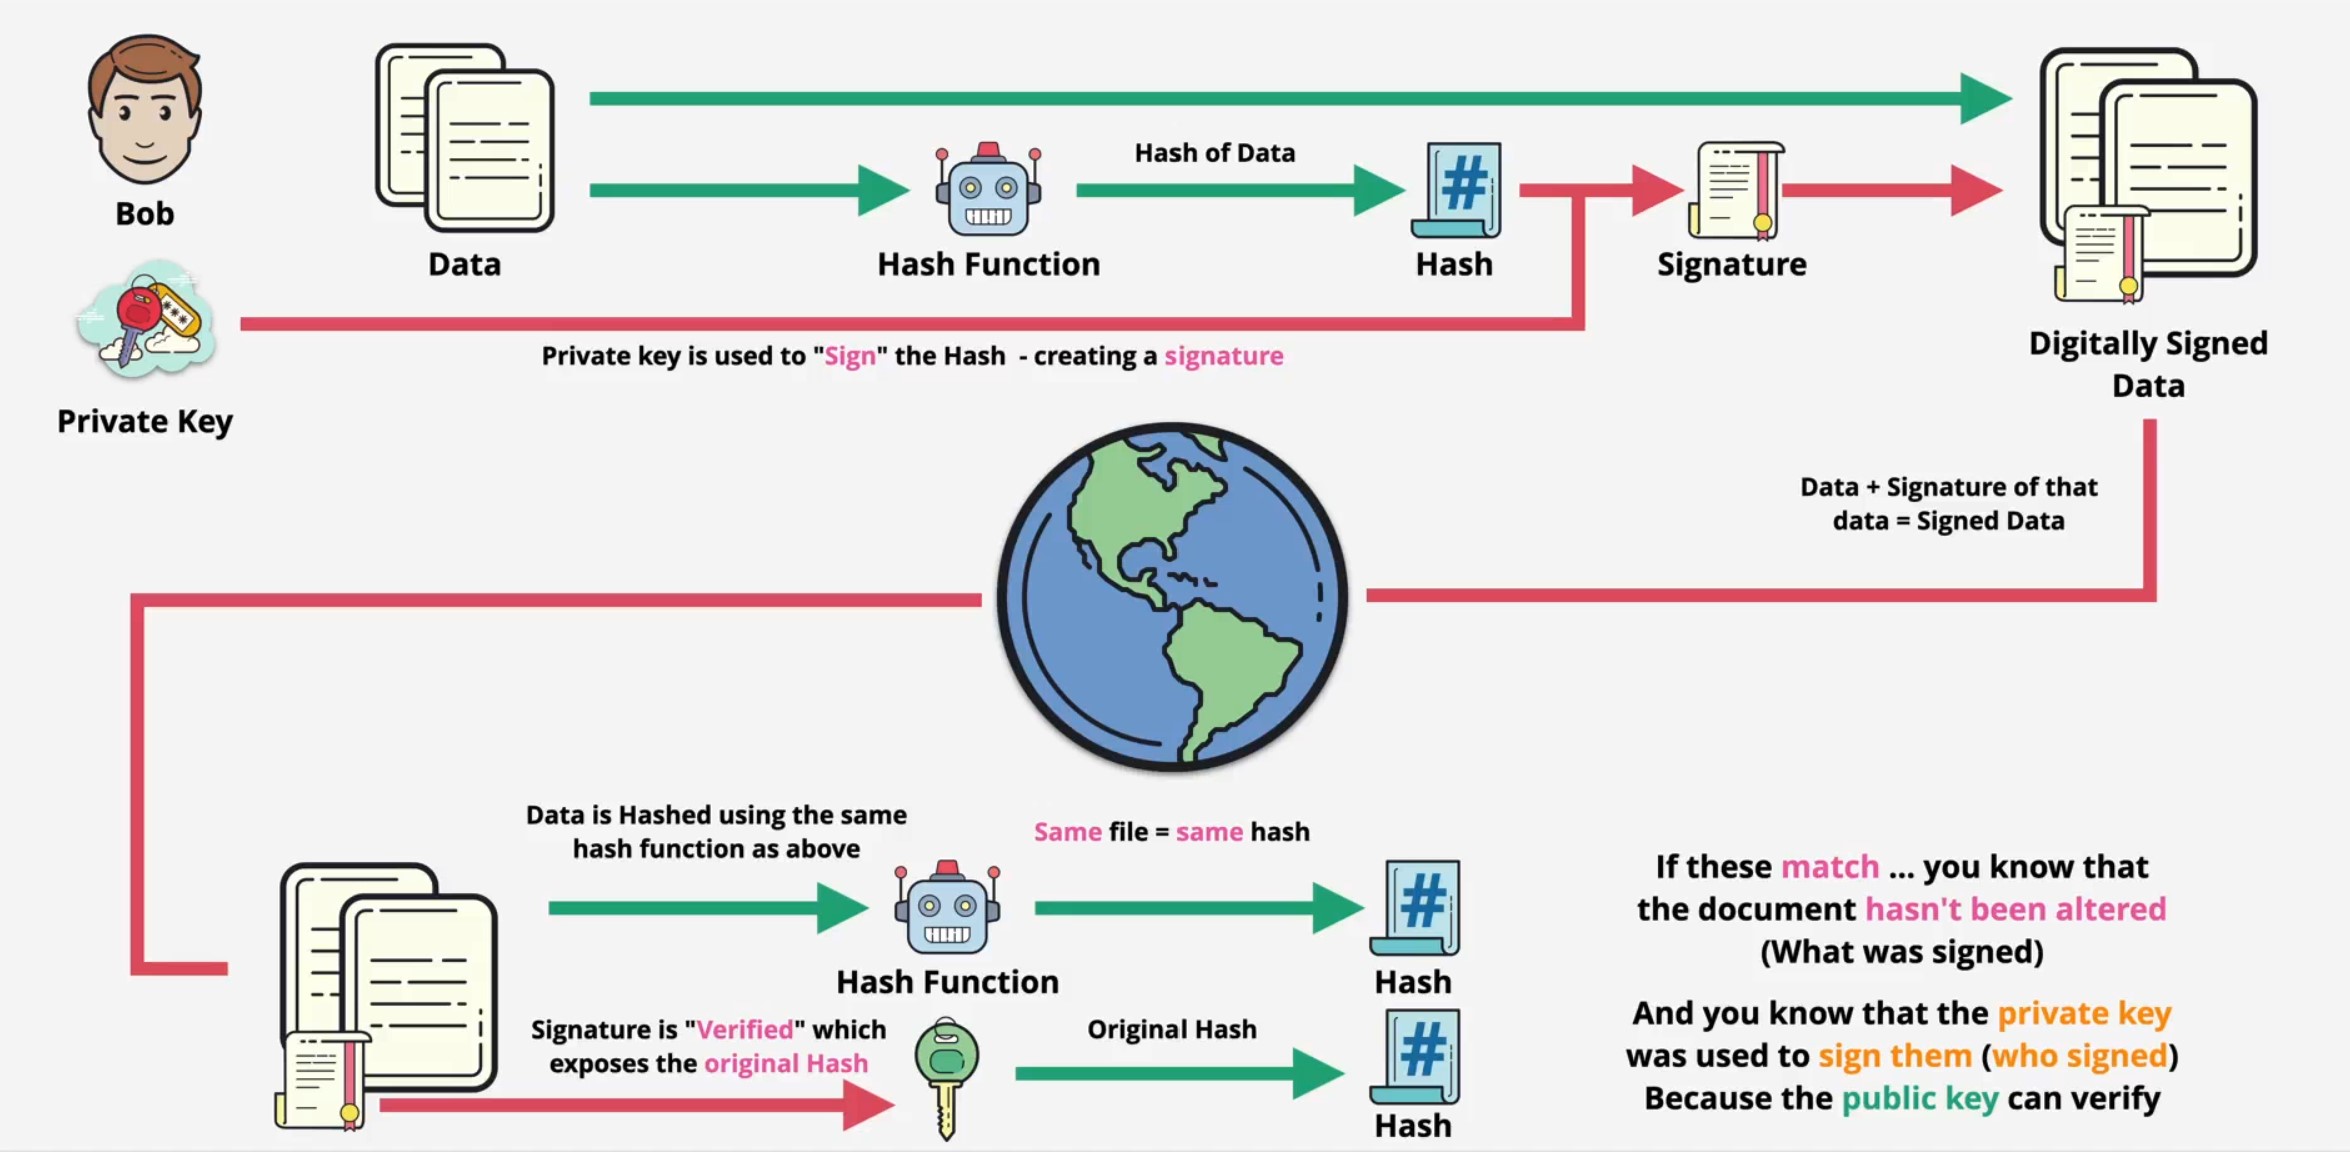 Bob
Data
Hash Function
Hash of Data
Hash
Signature
Private Key
Private key is used to "Sign" the Hash - creating a signature
Digitally Signed
Data
Data + Signature of that
data = Signed Data
Data is Hashed using the same
hash function as above
Same file = same hash
Hash Function
Hash
If these match ... you know that
the document hasn't been altered
(What was signed)
Signature is "Verified" which
exposes the original Hash
Original Hash
Hash
And you know that the private key
was used to sign them (who signed)
Because the public key can verify